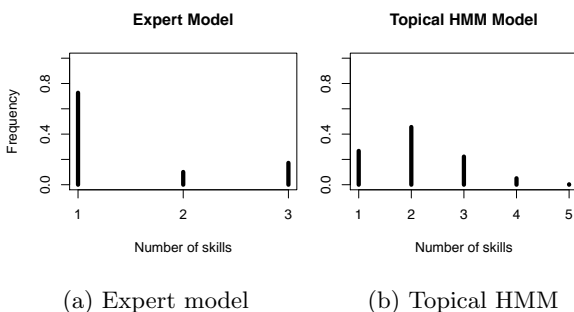 Expert Model
Topical HMM Model
Frequency
0.0 0.4 0.8
1 2 3
Number of skills
0.0 0.4 0.8
1 2 3 4 5
Number of skills
(a) Expert model
(b) Topical HMM